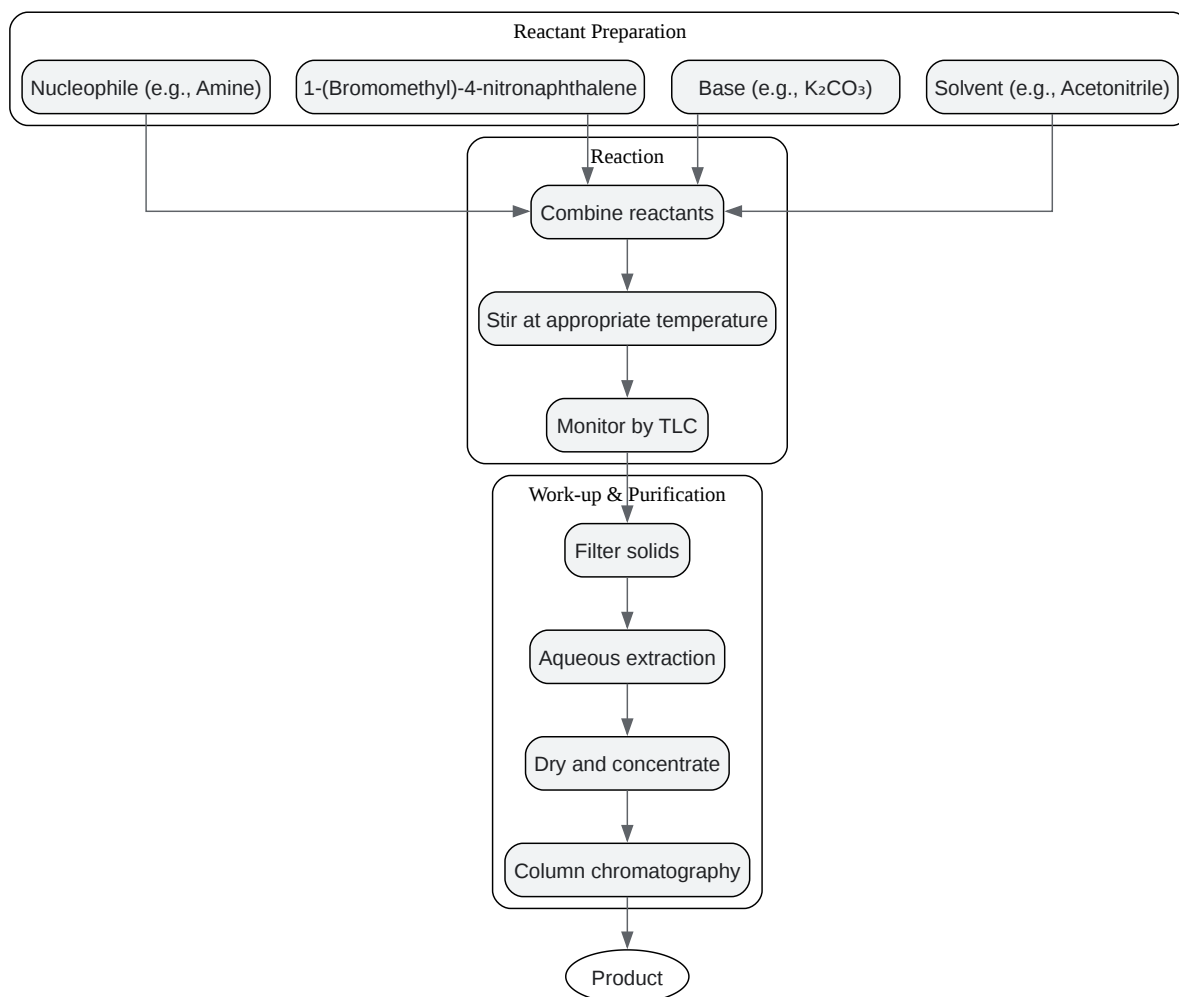 Reactant Preparation
Nucleophile (e.g., Amine)
1-(Bromomethyl)-4-nitronaphthalene
Base (e.g., K₂CO₃)
Solvent (e.g., Acetonitrile)
Reaction
Combine reactants
Stir at appropriate temperature
Monitor by TLC
Work-up & Purification
Filter solids
Aqueous extraction
Dry and concentrate
Column chromatography
Product